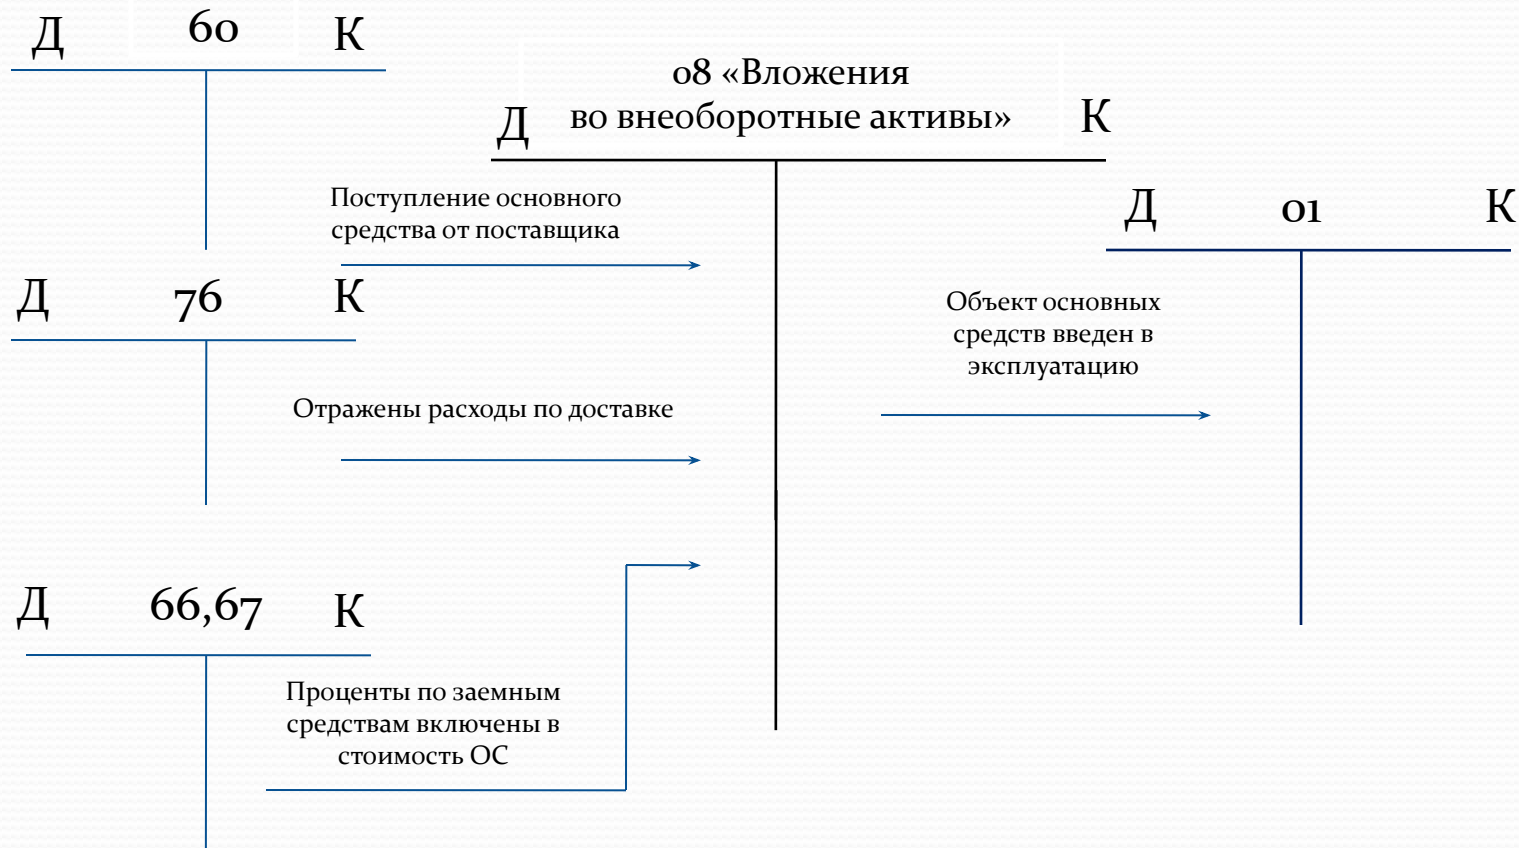 Д 60 К
08 «Вложения
во внеоборотные активы»
Д К
Поступление основного
средства от поставщика
Д 01 К
Д 76 К
Объект основных
средств введен в
эксплуатацию
Отражены расходы по доставке
Д 66,67 К
Проценты по заемным
средствам включены в
стоимость ОС